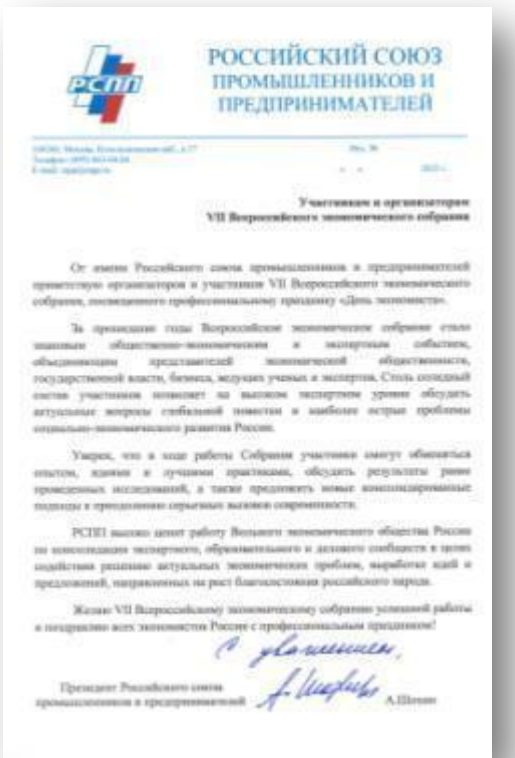 РСПП
РОССИЙСКИЙ СОЮЗ
ПРОМЫШЛЕННИКОВ И
ПРЕДПРИНИМАТЕЛЕЙ
Участникам и организаторам
VII Всероссийского экономического собрания
От имени Российского союза промышленников и предпринимателей
приветствую организаторов и участников VII Всероссийского экономического
собрания, посвященного профессиональному празднику «День экономиста».
За прошедшие годы Всероссийское экономическое собрание стало
знаковым общественно-экономическим и экспертным событием,
объединяющим представителей экономической общественности,
государственной власти, бизнеса, ведущих ученых и экспертов. Столь солидный
состав участников позволяет на высоком экспертном уровне обсудить
актуальные вопросы глобальной повестки и наиболее острые проблемы
социально-экономического развития России.
Уверен, что в ходе работы Собрания участники смогут обменяться
опытом, идеями и лучшими практиками, обсудить результаты ранее
проведенных исследований, а также предложить новые консолидированные
подходы к преодолению серьезных вызовов современности.
РСПП высоко ценит работу Вольного экономического общества России
по консолидации экспертного, образовательного и делового сообществ в целях
содействия решению актуальных экономических проблем, выработке идей и
предложений, направленных на рост благосостояния российского народа.
Желаю VII Всероссийскому экономическому собранию успешной работы
и поздравляю всех экономистов России с профессиональным праздником!
С уважением,
Президент Российского союза
промышленников и предпринимателей А.Шохин